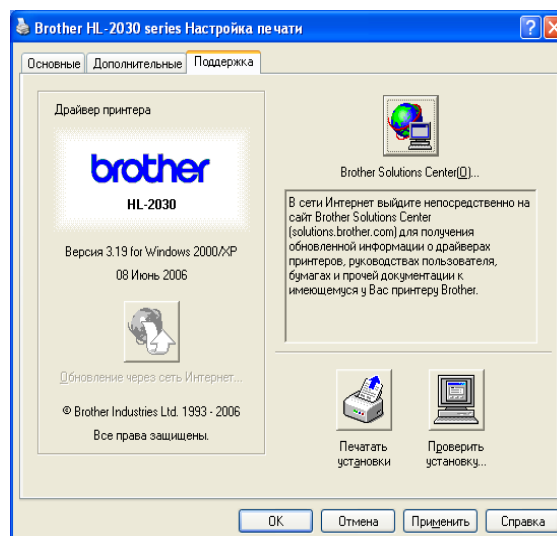 Brother HL-2030 series Настройка печати
Основные Дополнительные Поддержка
Драйвер принтера
brother
HL-2030
Версия 3.19 for Windows 2000/XP
08 Июнь 2006
Обновление через сеть Интернет...
© Brother Industries Ltd. 1993 - 2006
Все права защищены.
Brother Solutions Center(O)...
В сети Интернет выйдите непосредственно на
сайт Brother Solutions Center
(solutions.brother.com) для получения
обновленной информации о драйверах
принтеров, руководствах пользователя,
бумагах и прочей документации к
имеющемуся у Вас принтеру Brother.
Печатать
установки
Проверить
установку...
OK Отмена Применить Справка